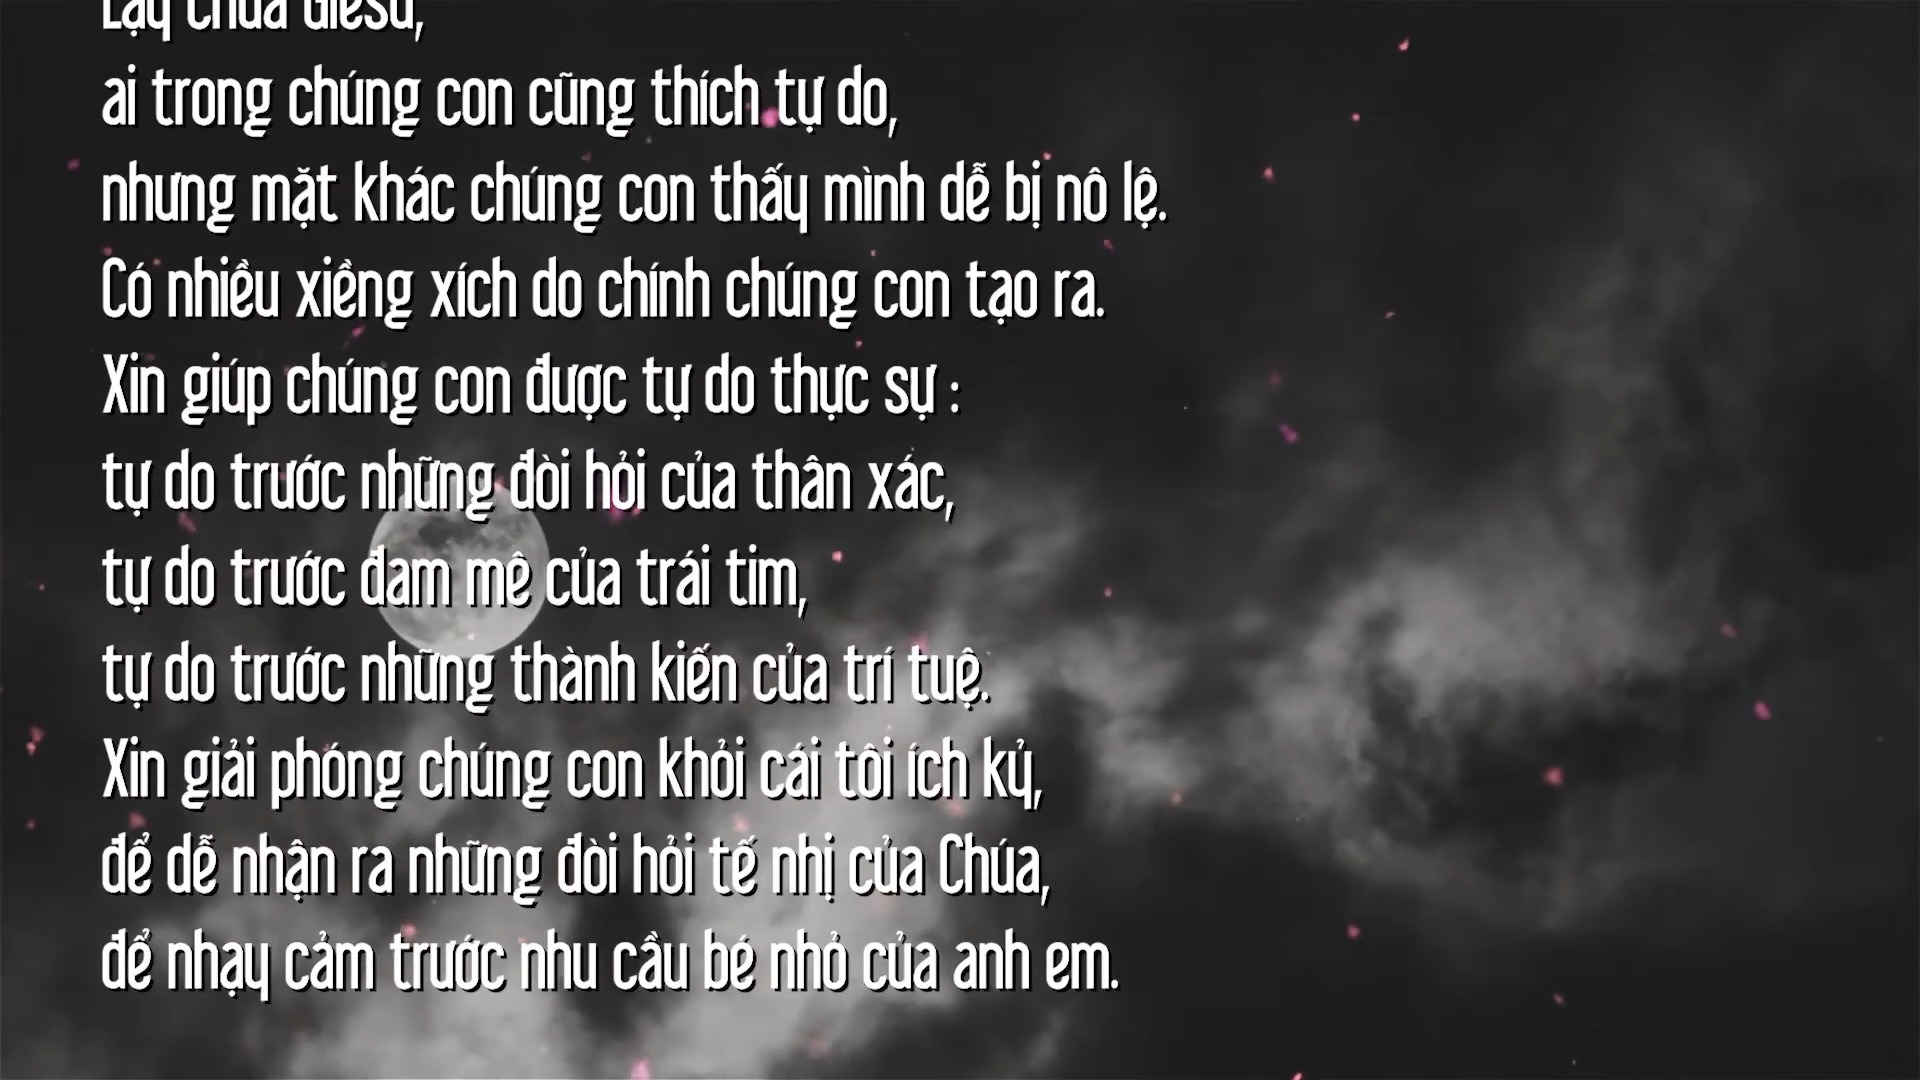 Lạy Chúa Giêsu,
ai trong chúng con cũng thích tự do,
nhưng mặt khác chúng con thấy mình dễ bị nô lệ.
Có nhiều xiềng xích do chính chúng con tạo ra.
Xin giúp chúng con được tự do thực sự :
tự do trước những đòi hỏi của thân xác,
tự do trước đam mê của trái tim,
tự do trước những thành kiến của trí tuệ.
Xin giải phóng chúng con khỏi cái tôi ích kỷ,
để dễ nhận ra những đòi hỏi tế nhị của Chúa,
để nhạy cảm trước nhu cầu bé nhỏ của anh em.